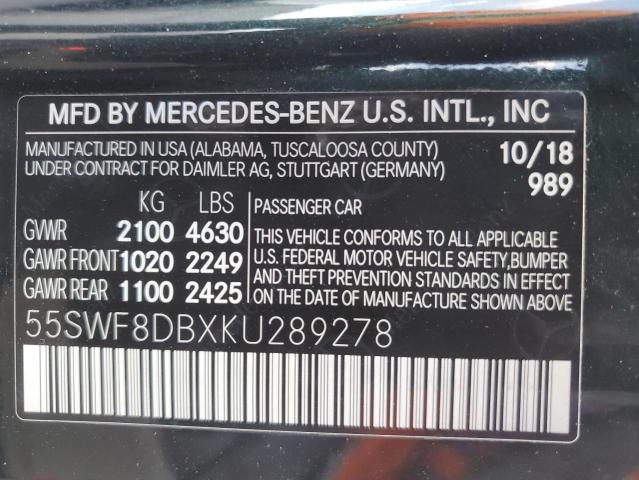 MFD BY MERCEDES-BENZ U.S. INTL., INC
MANUFACTURED IN USA (ALABAMA, TUSCALOOSA COUNTY) 10/18
UNDER CONTRACT FOR DAIMLER AG, STUTTGART (GERMANY) 989
KG LBS PASSENGER CAR
GWR 2100 4630 THIS VEHICLE CONFORMS TO ALL APPLICABLE
GAWR FRONT 1020 2249 U.S. FEDERAL MOTOR VEHICLE SAFETY, BUMPER
GAWR REAR 1100 2425 AND THEFT PREVENTION STANDARDS IN EFFECT
ON THE DATE OF MANUFACTURE SHOWN ABOVE.
55SWF8DBXKU289278